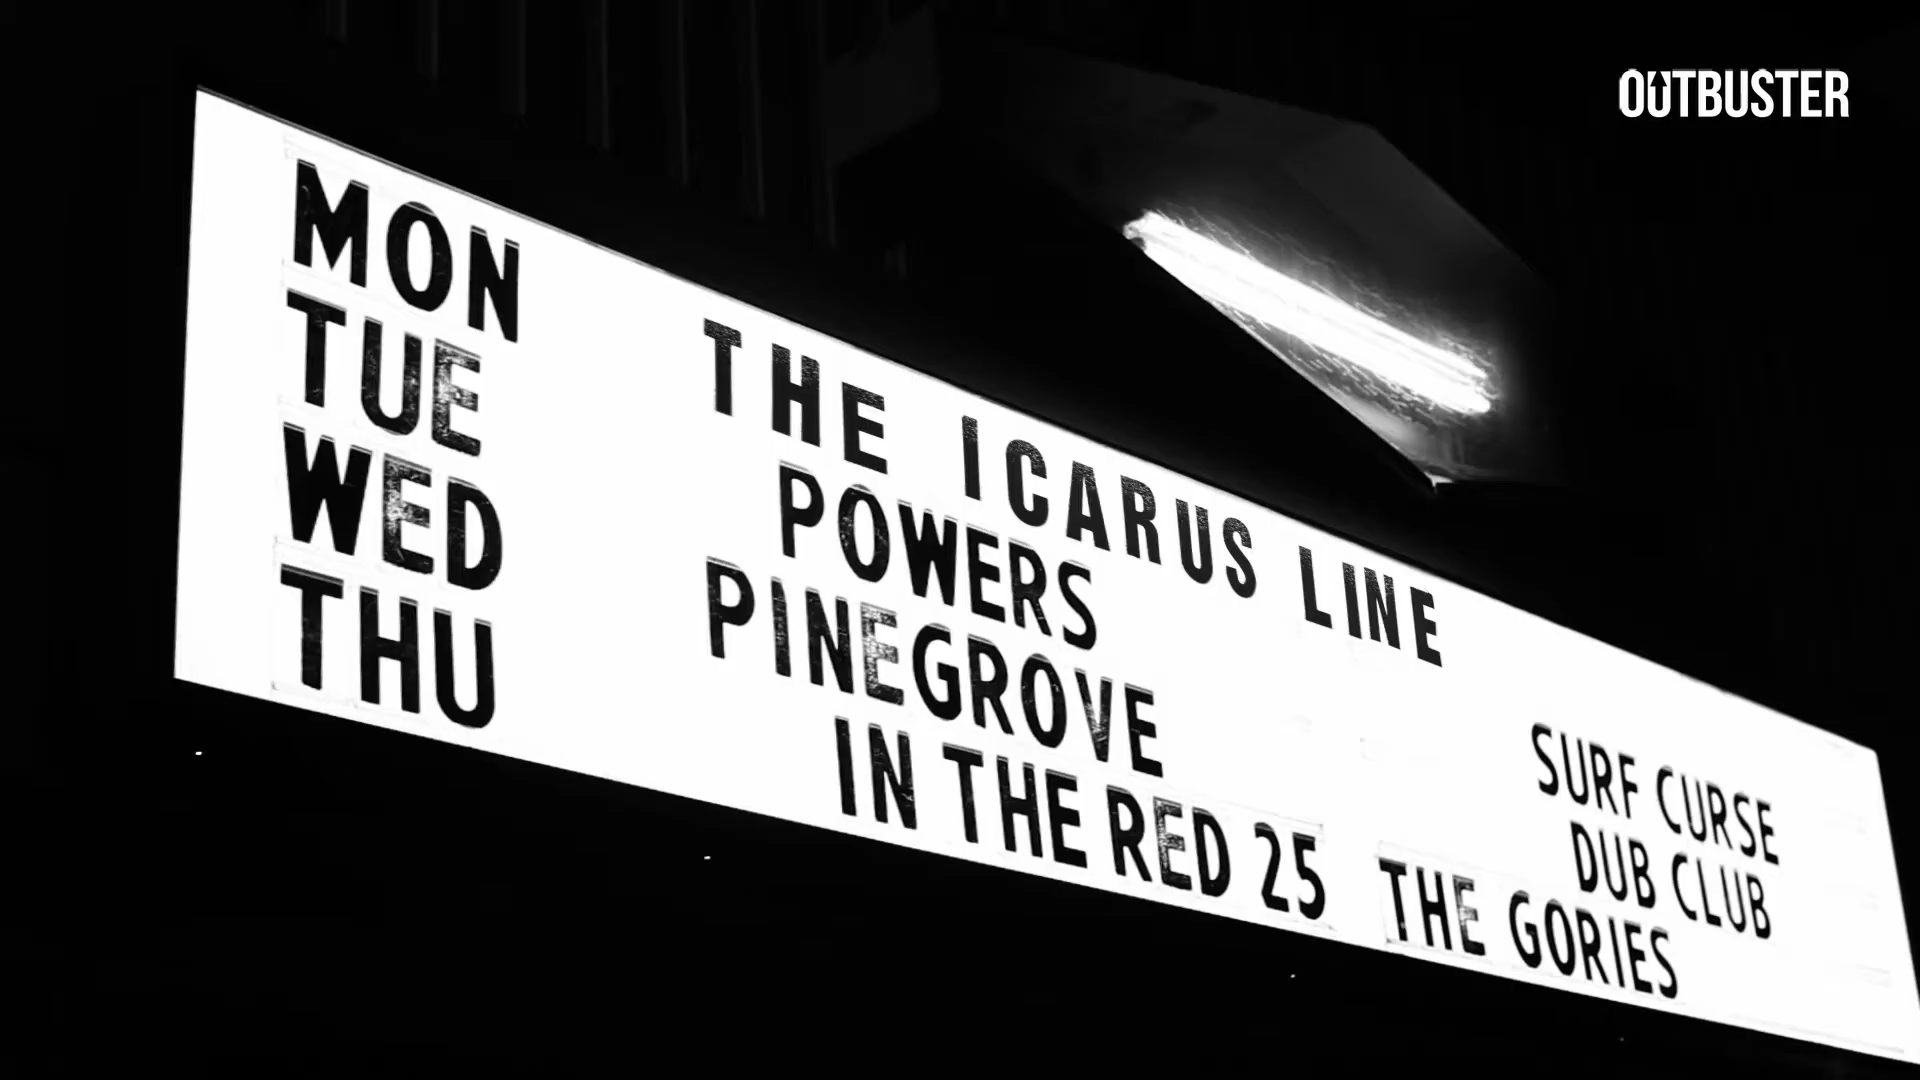 OUTBUSTER
MON THE ICARUS LINE
TUE POWERS SURF CURSE
WED PINEGROVE DUB CLUB
THU IN THE RED 25 THE GORIES